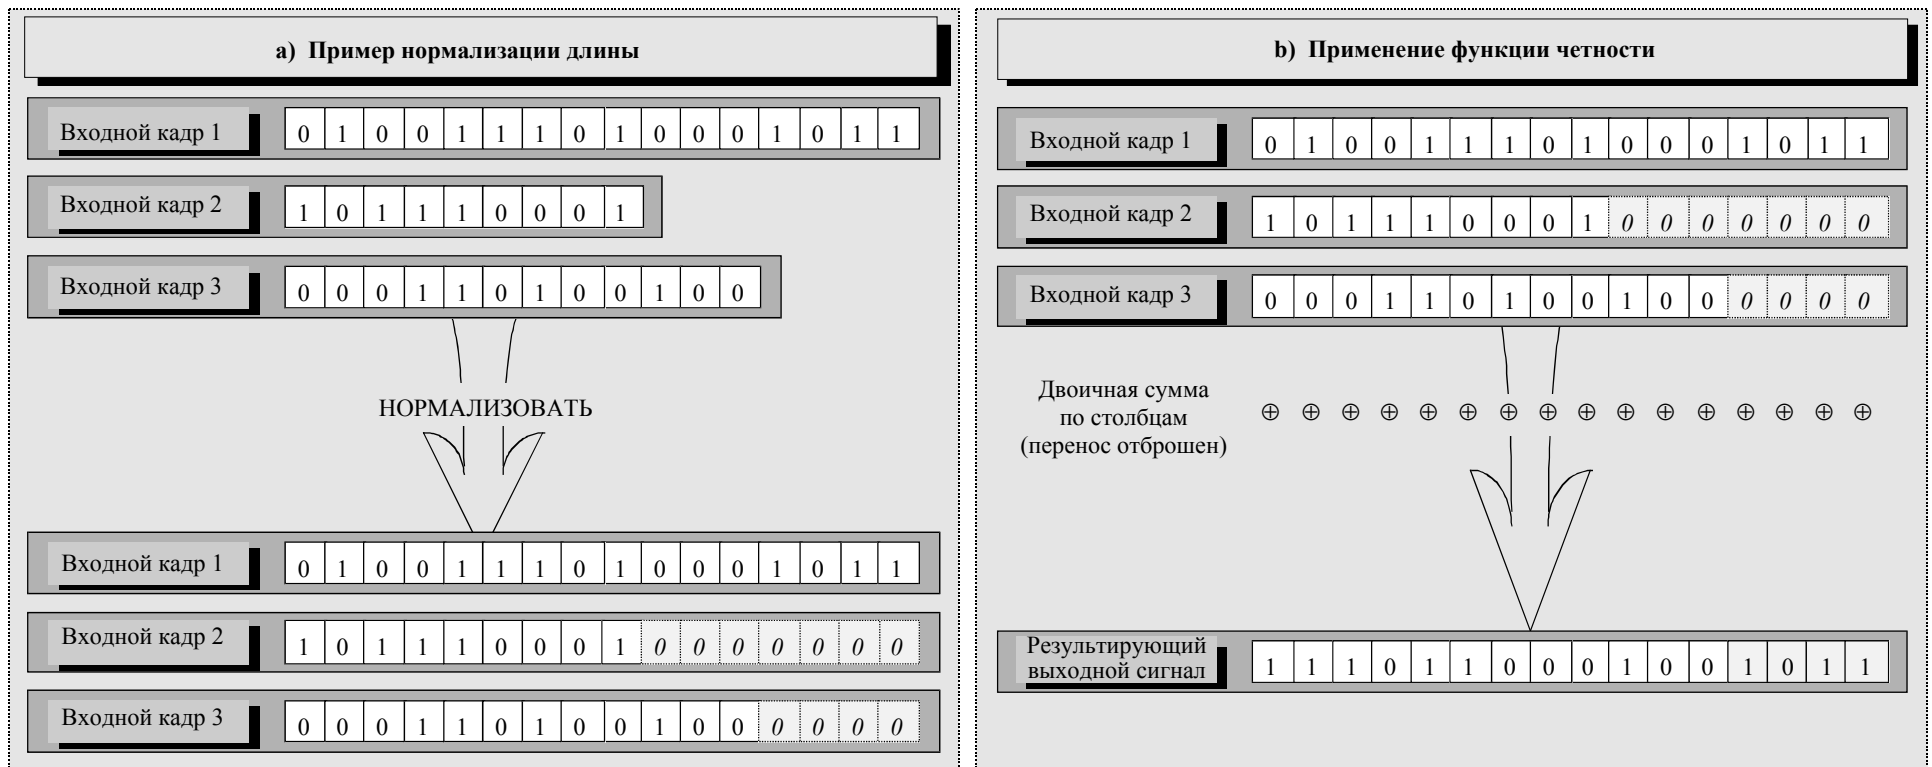 a) Пример нормализации длины
Входной кадр 1 0 1 0 0 1 1 1 0 1 0 0 0 1 0 1 1
Входной кадр 2 1 0 1 1 1 0 0 0 1
Входной кадр 3 0 0 0 1 1 0 1 0 0 1 0 0
НОРМАЛИЗОВАТЬ
Входной кадр 1 0 1 0 0 1 1 1 0 1 0 0 0 1 0 1 1
Входной кадр 2 1 0 1 1 1 0 0 0 1 0 0 0 0 0 0 0
Входной кадр 3 0 0 0 1 1 0 1 0 0 1 0 0 0 0 0 0
b) Применение функции четности
Входной кадр 1 0 1 0 0 1 1 1 0 1 0 0 0 1 0 1 1
Входной кадр 2 1 0 1 1 1 0 0 0 1 0 0 0 0 0 0 0
Входной кадр 3 0 0 0 1 1 0 1 0 0 1 0 0 0 0 0 0
Двоичная сумма
по столбцам ⊕ ⊕ ⊕ ⊕ ⊕ ⊕ ⊕ ⊕ ⊕ ⊕ ⊕ ⊕ ⊕ ⊕ ⊕ ⊕
(перенос отброшен)
Результирующий
выходной сигнал 1 1 1 0 1 1 0 0 0 1 0 0 1 0 1 1